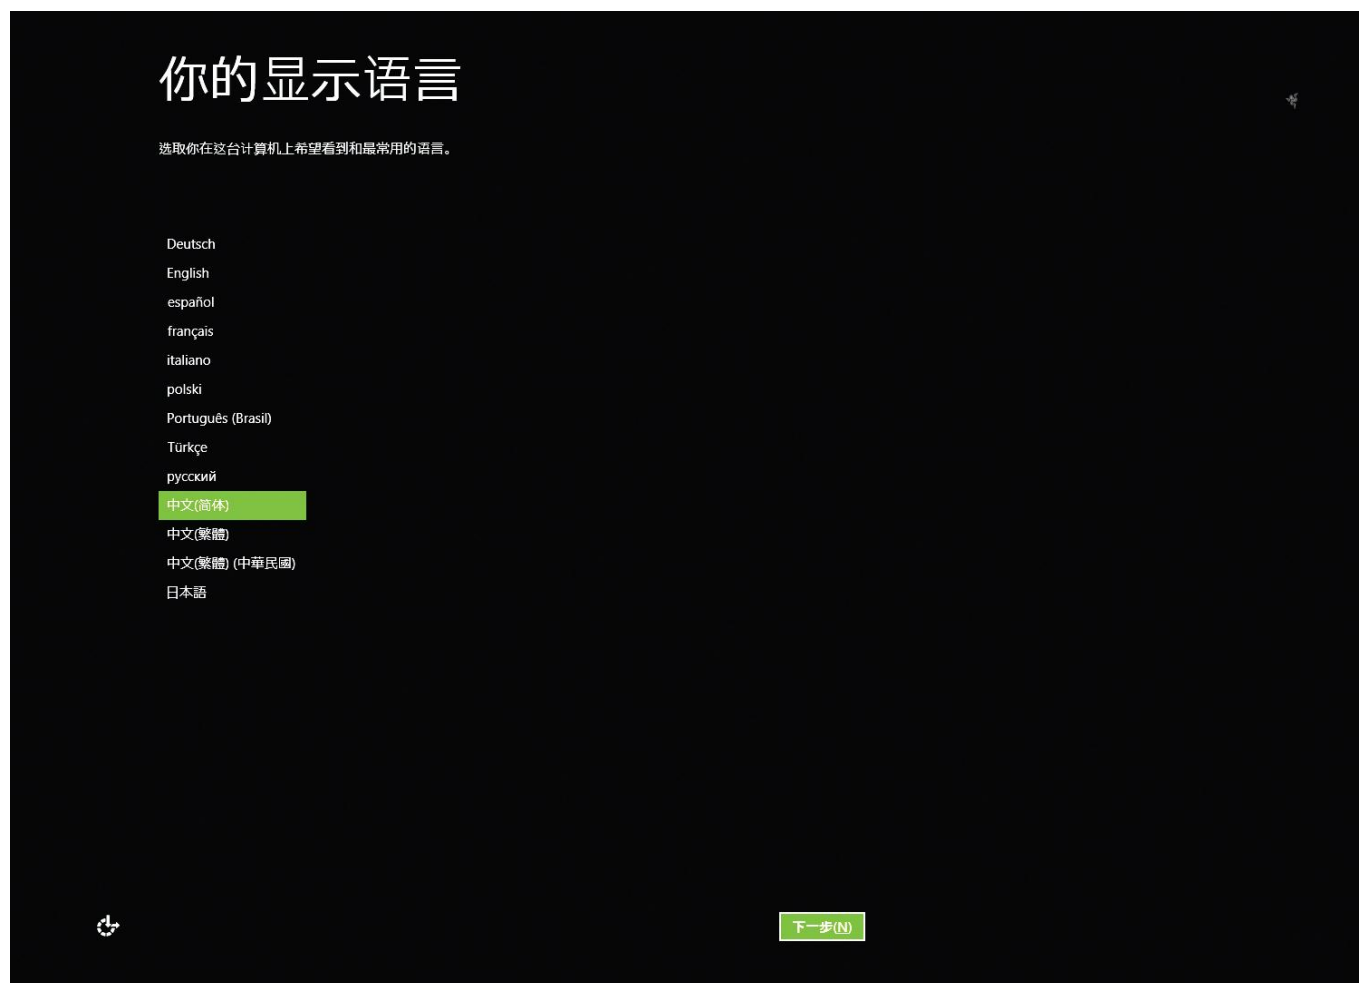 你的显示语言
选取你在这台计算机上希望看到和最常用的语言。
Deutsch
English
español
français
italiano
polski
Português (Brasil)
Türkçe
русский
中文(简体)
中文(繁體)
中文(繁體) (中華民國)
日本語
下一步(N)